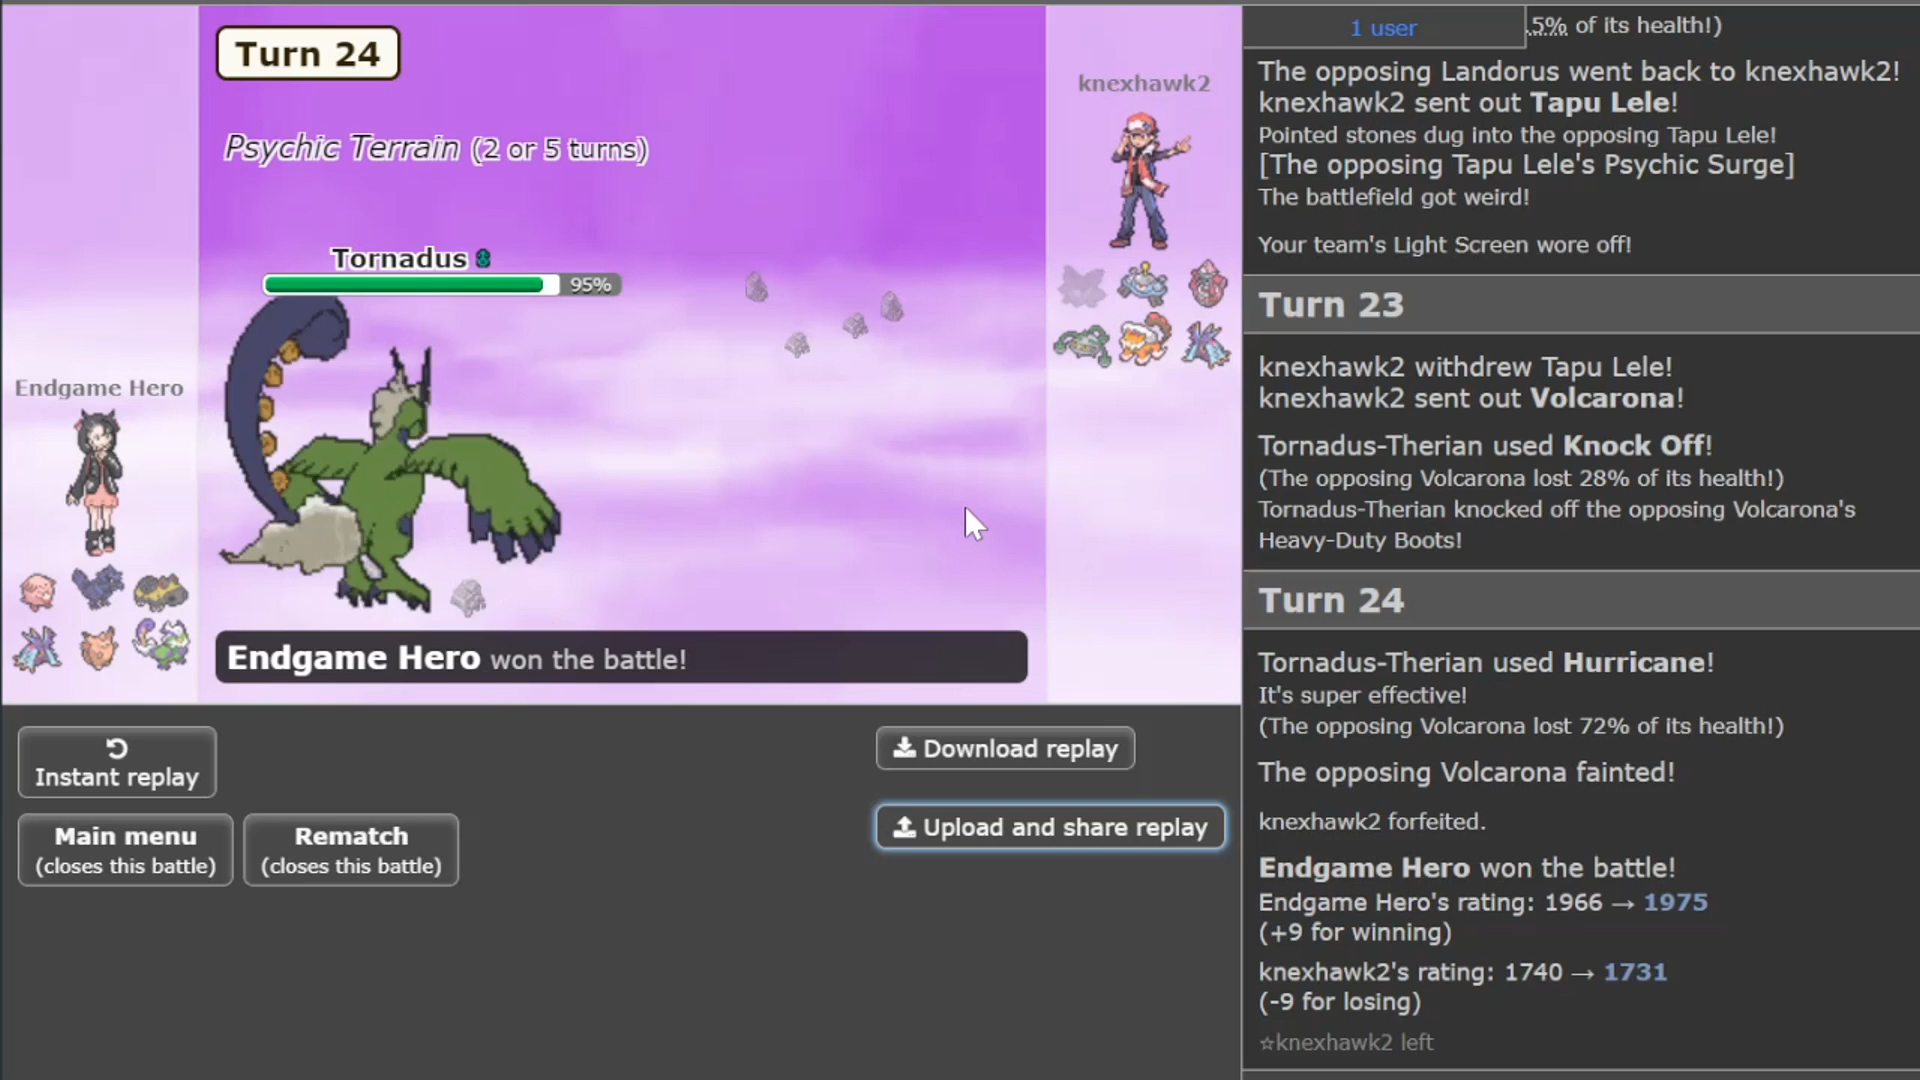 Turn 24
Psychic Terrain (2 or 5 turns)
Tornadus
95%
Endgame Hero
knexhawk2
Endgame Hero won the battle!
Instant replay
Main menu
(closes this battle)
Rematch
(closes this battle)
Download replay
Upload and share replay
1 user
.5% of its health!)
The opposing Landorus went back to knexhawk2!
knexhawk2 sent out Tapu Lele!
Pointed stones dug into the opposing Tapu Lele!
[The opposing Tapu Lele's Psychic Surge]
The battlefield got weird!
Your team's Light Screen wore off!
Turn 23
knexhawk2 withdrew Tapu Lele!
knexhawk2 sent out Volcarona!
Tornadus-Therian used Knock Off!
(The opposing Volcarona lost 28% of its health!)
Tornadus-Therian knocked off the opposing Volcarona's
Heavy-Duty Boots!
Turn 24
Tornadus-Therian used Hurricane!
It's super effective!
(The opposing Volcarona lost 72% of its health!)
The opposing Volcarona fainted!
knexhawk2 forfeited.
Endgame Hero won the battle!
Endgame Hero's rating: 1966 → 1975
(+9 for winning)
knexhawk2's rating: 1740 → 1731
(-9 for losing)
☆knexhawk2 left